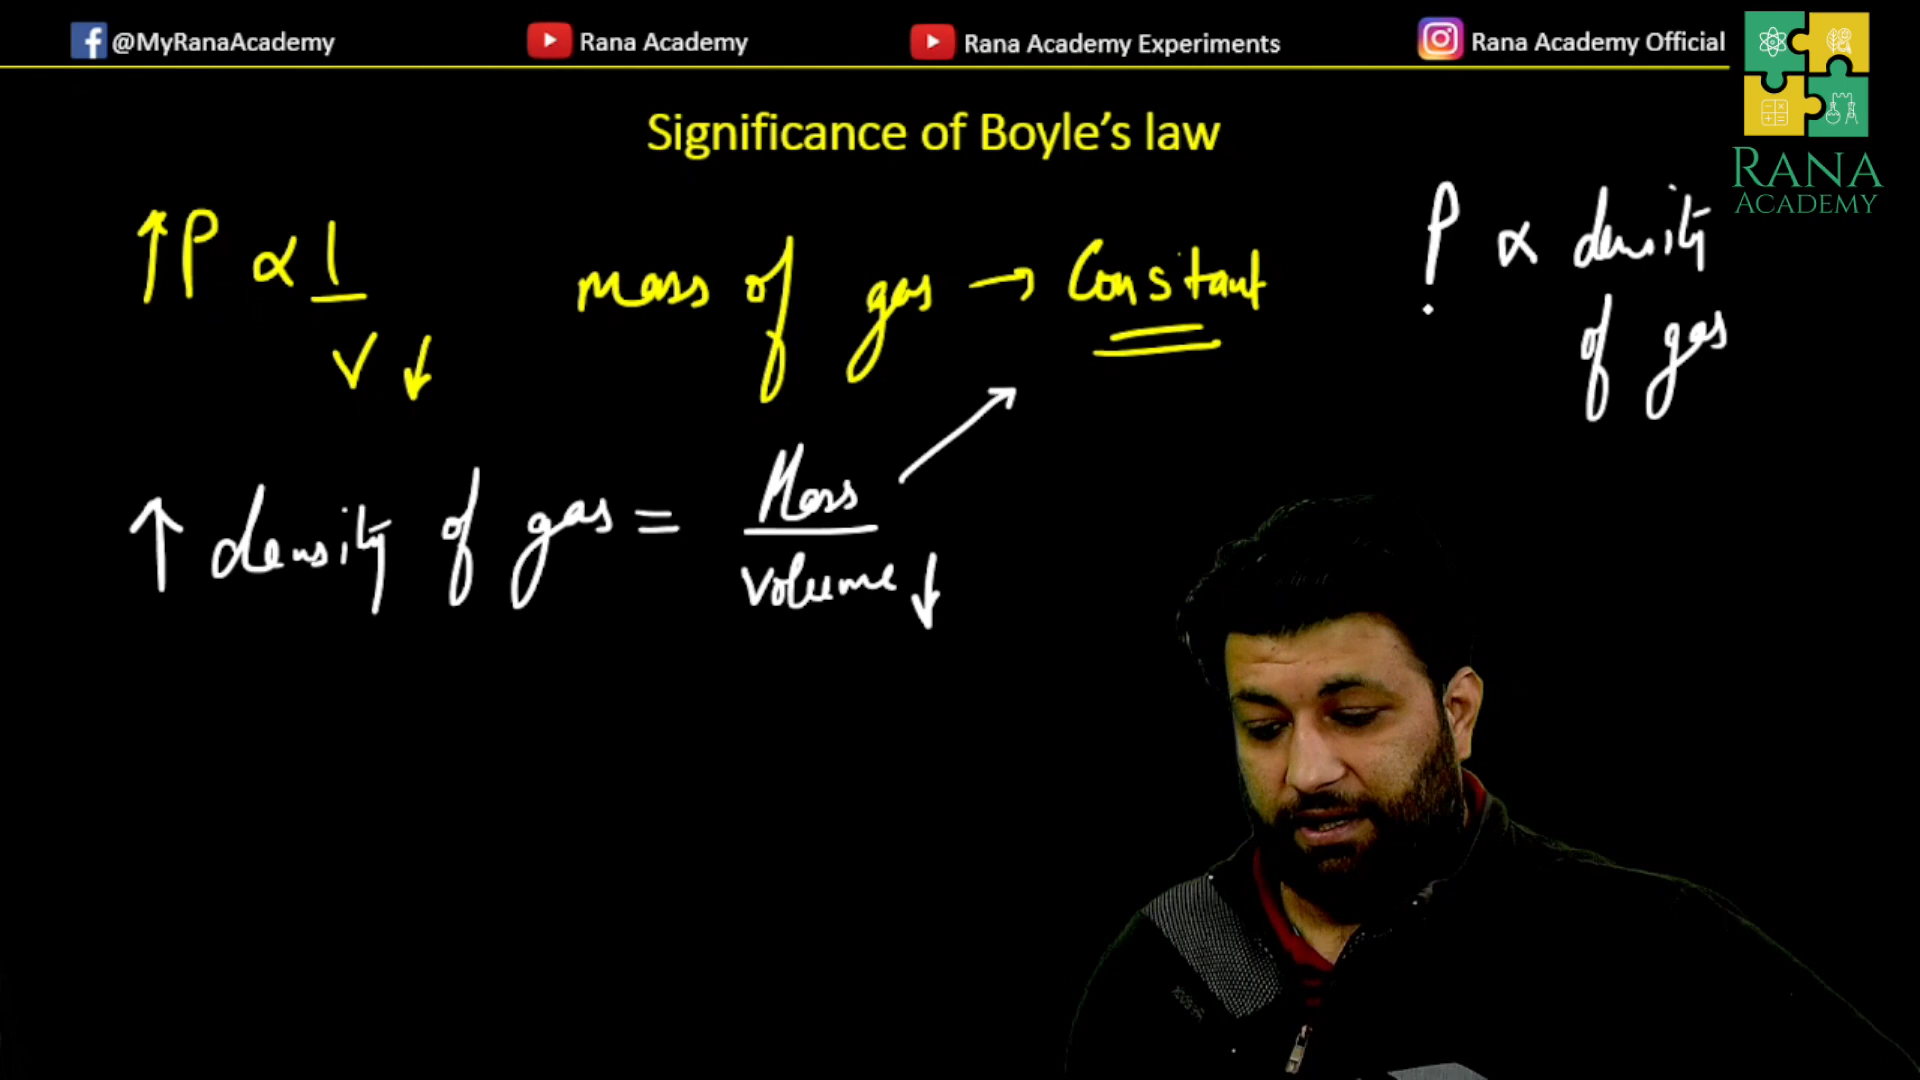 @MyRanaAcademy
Rana Academy
Rana Academy Experiments
Rana Academy Official
RANA
ACADEMY
Significance of Boyle's law
↑P ∝ 1
V ↓
mass of gas → Constant
P ∝ density
of gas
↑ density of gas = Mass
volume ↓